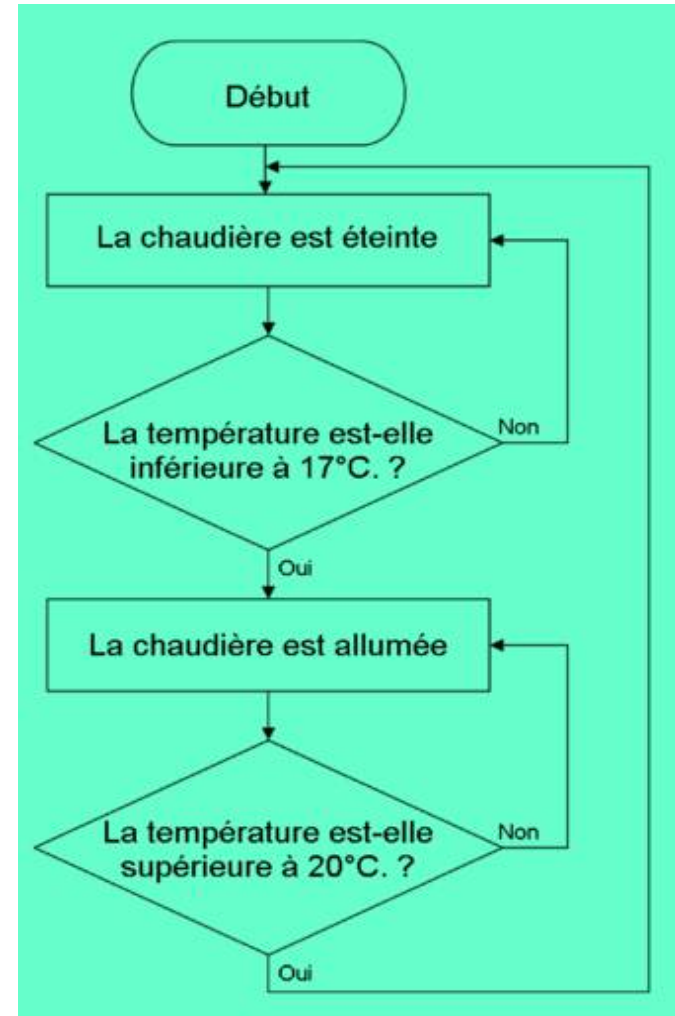 Début
La chaudière est éteinte
La température est-elle
inférieure à 17°C. ?
Non
Oui
La chaudière est allumée
La température est-elle
supérieure à 20°C. ?
Non
Oui